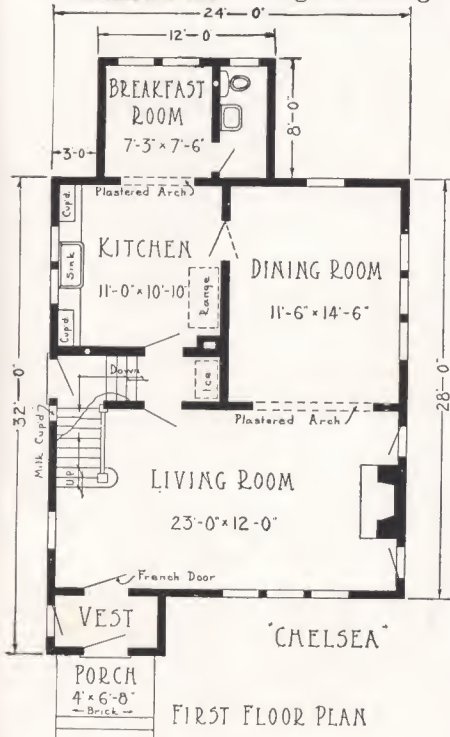 24'-0"
12'-0
BREAKFAST
ROOM
7'-3" × 7'-6"
8'-0"
3'-0
Plastered Arch
Cup'd.
KITCHEN
Sink
11'-0" × 10'-10"
Range
DINING ROOM
11'-6" × 14'-6"
Cup'd.
Down
Ice
32'-0"
28'-0"
Plastered Arch
Milk Cup'd
Up
LIVING ROOM
23'-0" × 12'-0"
French Door
VEST
"CHELSEA"
PORCH
4' × 6'-8"
Brick
FIRST FLOOR PLAN